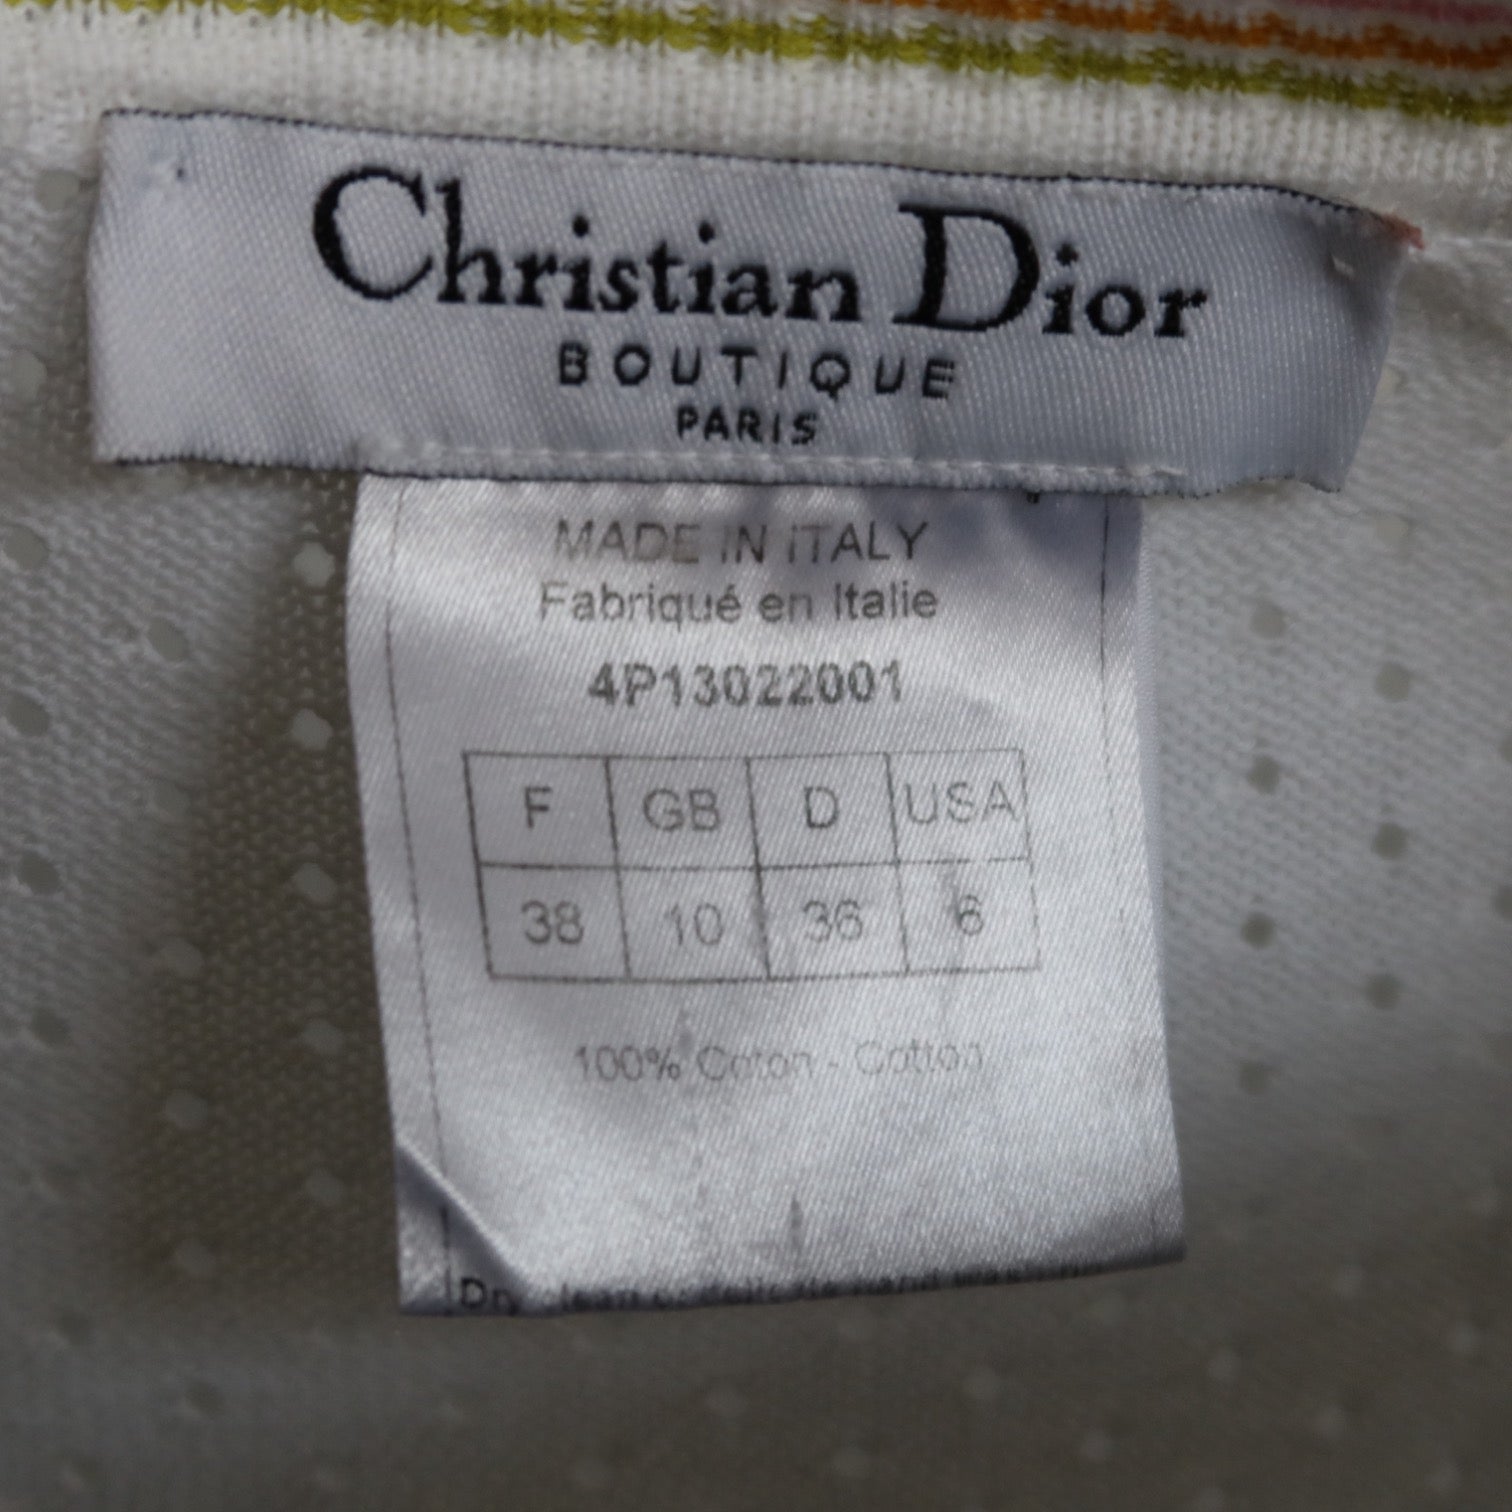 Christian Dior
BOUTIQUE
PARIS
MADE IN ITALY
Fabriqué en Italie
4P13022001
F GB D USA
38 10 36 6
100% Coton - Cotton